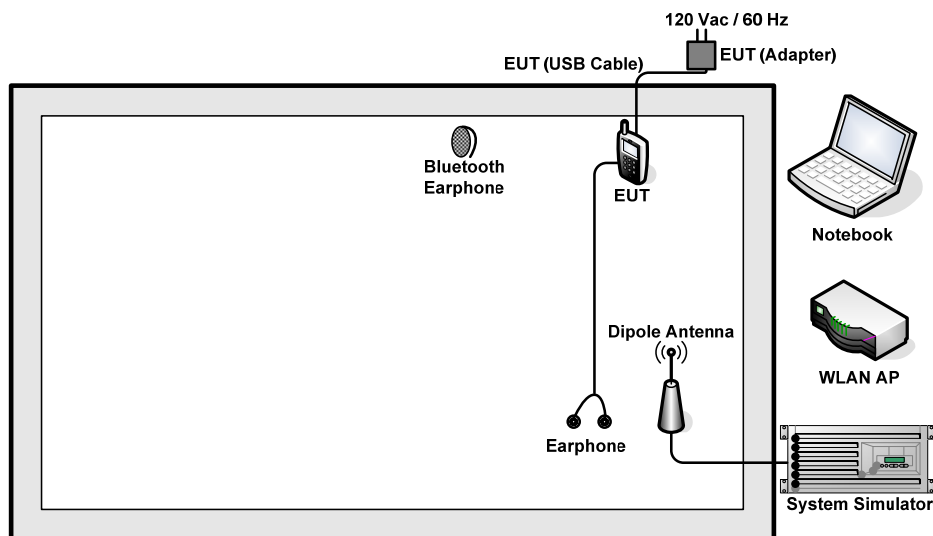 120 Vac / 60 Hz
EUT (USB Cable)
EUT (Adapter)
Bluetooth
Earphone
EUT
Notebook
Dipole Antenna
WLAN AP
Earphone
System Simulator